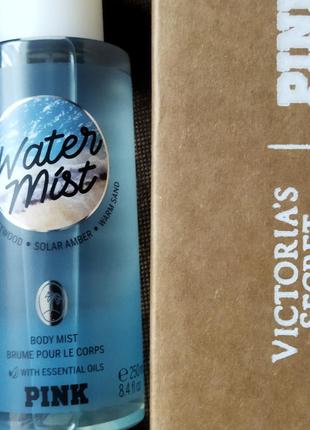 Water
Mist
SOLAR AMBER • WARM SAND
BODY MIST
BRUME POUR LE CORPS
WITH ESSENTIAL OILS
PINK
℮ 250
8.4 fl
VICTORIA'S
SECRET
PINK